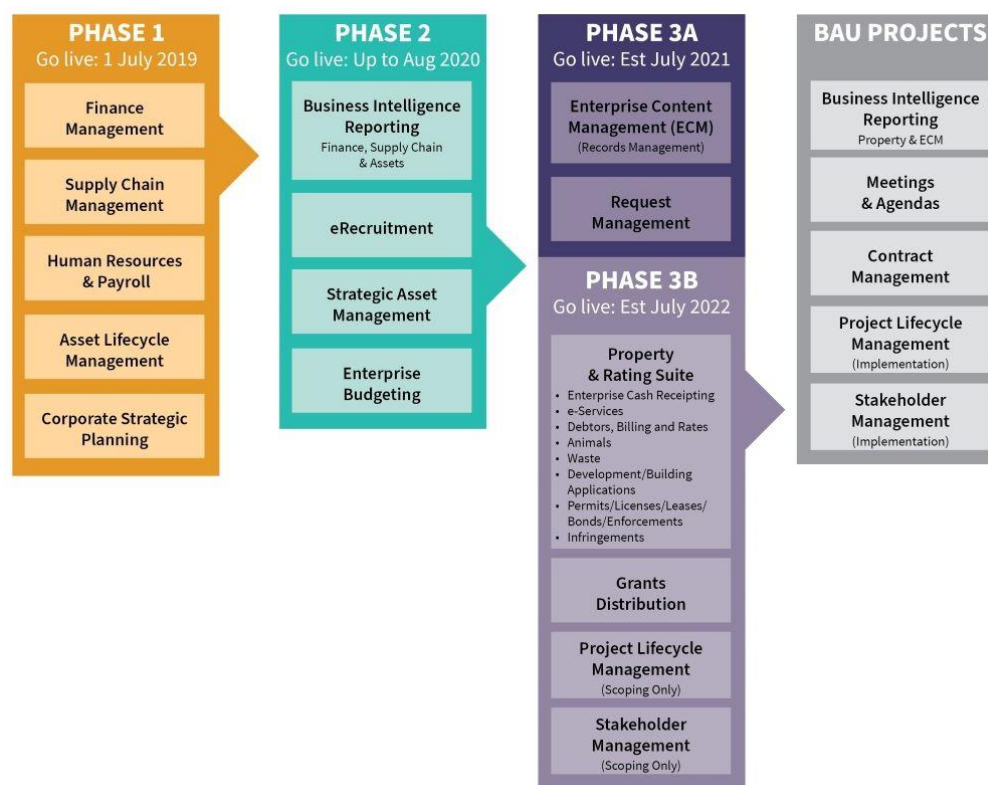 PHASE 1
Go live: 1 July 2019
Finance
Management
Supply Chain
Management
Human Resources
& Payroll
Asset Lifecycle
Management
Corporate Strategic
Planning
PHASE 2
Go live: Up to Aug 2020
Business Intelligence
Reporting
Finance, Supply Chain
& Assets
eRecruitment
Strategic Asset
Management
Enterprise
Budgeting
PHASE 3A
Go live: Est July 2021
Enterprise Content
Management (ECM)
(Records Management)
Request
Management
PHASE 3B
Go live: Est July 2022
Property
& Rating Suite
• Enterprise Cash Receipting
• e-Services
• Debtors, Billing and Rates
• Animals
• Waste
• Development/Building
Applications
• Permits/Licenses/Leases/
Bonds/Enforcements
• Infringements
Grants
Distribution
Project Lifecycle
Management
(Scoping Only)
Stakeholder
Management
(Scoping Only)
BAU PROJECTS
Business Intelligence
Reporting
Property & ECM
Meetings
& Agendas
Contract
Management
Project Lifecycle
Management
(Implementation)
Stakeholder
Management
(Implementation)